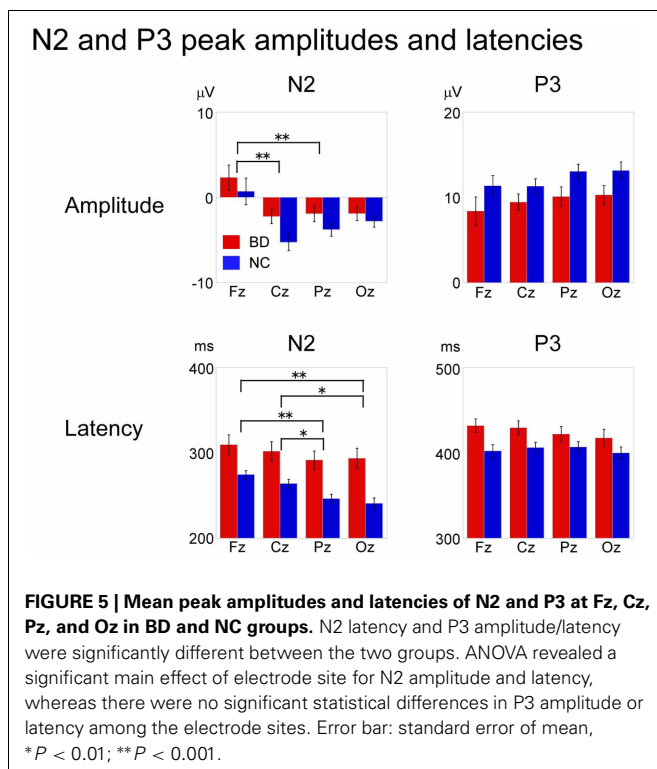 N2 and P3 peak amplitudes and latencies
N2
P3
μV
10
0
-10
**
**
BD
NC
Fz Cz Pz Oz
Amplitude
μV
20
10
0
Fz Cz Pz Oz
N2
P3
ms
400
300
200
**
*
**
*
Fz Cz Pz Oz
Latency
ms
500
400
300
Fz Cz Pz Oz
FIGURE 5 | Mean peak amplitudes and latencies of N2 and P3 at Fz, Cz,
Pz, and Oz in BD and NC groups. N2 latency and P3 amplitude/latency
were significantly different between the two groups. ANOVA revealed a
significant main effect of electrode site for N2 amplitude and latency,
whereas there were no significant statistical differences in P3 amplitude or
latency among the electrode sites. Error bar: standard error of mean,
*P < 0.01; **P < 0.001.